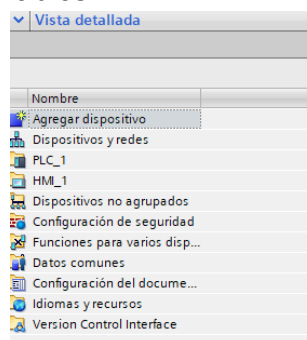 Vista detallada
Nombre
Agregar dispositivo
Dispositivos y redes
PLC_1
HMI_1
Dispositivos no agrupados
Configuración de seguridad
Funciones para varios disp...
Datos comunes
Configuración del docume...
Idiomas y recursos
Version Control Interface